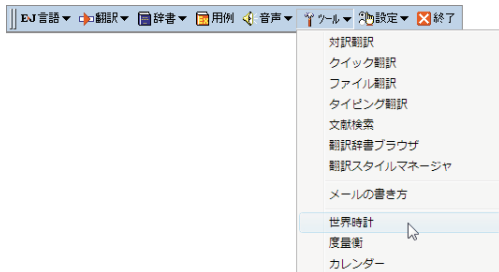 EJ 言語▼ 翻訳▼ 辞書▼ 用例 音声▼ ツール▼ 設定▼ 終了
対訳翻訳
クイック翻訳
ファイル翻訳
タイピング翻訳
文献検索
翻訳辞書ブラウザ
翻訳スタイルマネージャ
メールの書き方
世界時計
度量衡
カレンダー